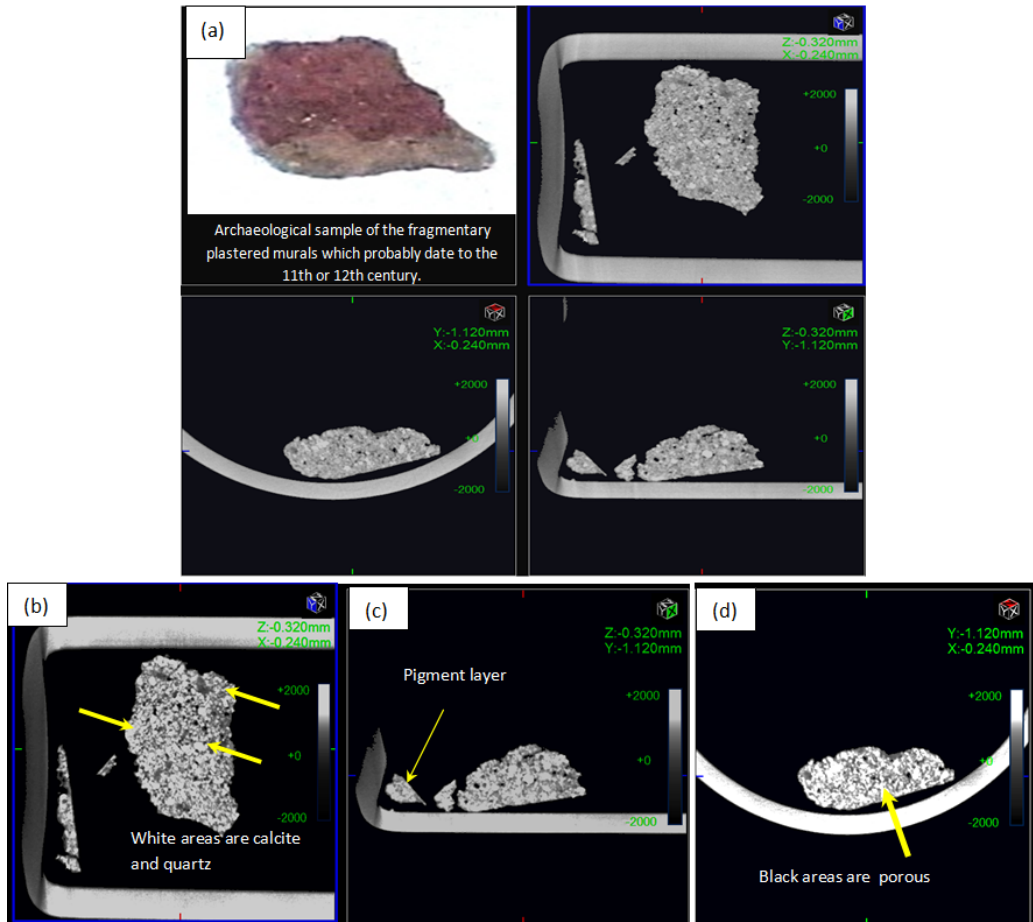 (a)
Archaeological sample of the fragmentary
plastered murals which probably date to the
11th or 12th century.
Z:-0.320mm
X:-0.240mm
+2000
+0
-2000
Y:-1.120mm
X:-0.240mm
+2000
+0
-2000
Z:-0.320mm
Y:-1.120mm
+2000
+0
-2000
(b)
Z:-0.320mm
X:-0.240mm
+2000
+0
-2000
White areas are calcite
and quartz
(c)
Z:-0.320mm
Y:-1.120mm
Pigment layer
+2000
+0
-2000
(d)
Y:-1.120mm
X:-0.240mm
+2000
+0
-2000
Black areas are porous